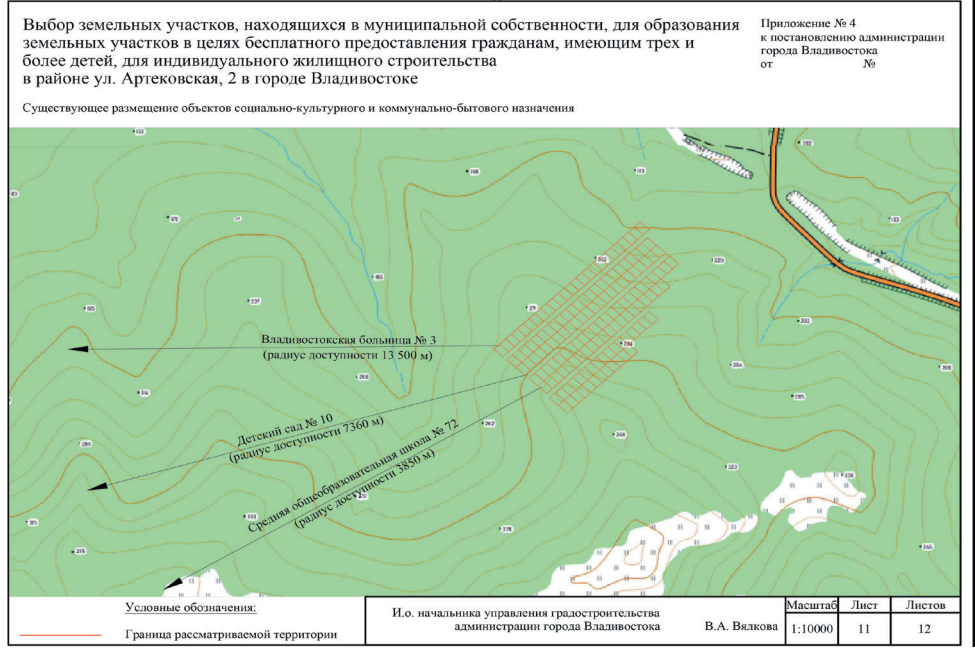 Выбор земельных участков, находящихся в муниципальной собственности, для образования
земельных участков в целях бесплатного предоставления гражданам, имеющим трех и
более детей, для индивидуального жилищного строительства
в районе ул. Артековская, 2 в городе Владивостоке
Приложение № 4
к постановлению администрации
города Владивостока
от №
Существующее размещение объектов социально-культурного и коммунально-бытового назначения
Владивостокская больница № 3
(радиус доступности 13 500 м)
Детский сад № 10
(радиус доступности 7360 м)
Средняя общеобразовательная школа № 72
(радиус доступности 3850 м)
Условные обозначения:
Граница рассматриваемой территории
И.о. начальника управления градостроительства
администрации города Владивостока
В.А. Вялкова
Масштаб Лист Листов
1:10000 11 12